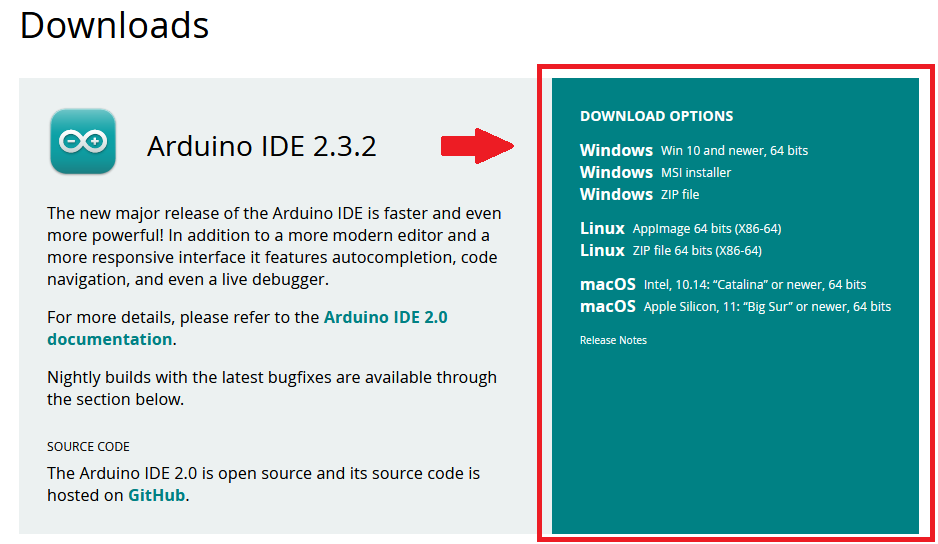 Downloads
Arduino IDE 2.3.2
The new major release of the Arduino IDE is faster and even
more powerful! In addition to a more modern editor and a
more responsive interface it features autocompletion, code
navigation, and even a live debugger.
For more details, please refer to the Arduino IDE 2.0
documentation.
Nightly builds with the latest bugfixes are available through
the section below.
SOURCE CODE
The Arduino IDE 2.0 is open source and its source code is
hosted on GitHub.
DOWNLOAD OPTIONS
Windows Win 10 and newer, 64 bits
Windows MSI installer
Windows ZIP file
Linux AppImage 64 bits (X86-64)
Linux ZIP file 64 bits (X86-64)
macOS Intel, 10.14: “Catalina” or newer, 64 bits
macOS Apple Silicon, 11: “Big Sur” or newer, 64 bits
Release Notes